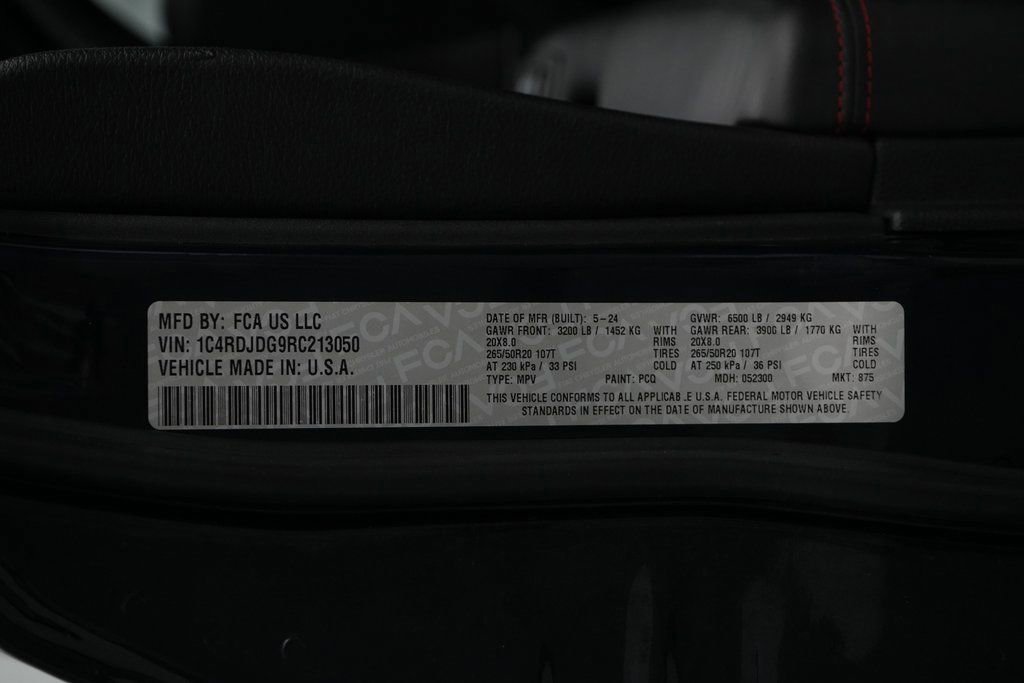 MFD BY: FCA US LLC
VIN: 1C4RDJDG9RC213050
VEHICLE MADE IN: U.S.A.
DATE OF MFR (BUILT): 5-24 GVWR: 6500 LB / 2949 KG
GAWR FRONT: 3200 LB / 1452 KG WITH GAWR REAR: 3900 LB / 1770 KG WITH
20X8.0 RIMS 20X8.0 RIMS
265/50R20 107T TIRES 265/50R20 107T TIRES
AT 230 kPa / 33 PSI COLD AT 250 kPa / 36 PSI COLD
TYPE: MPV PAINT: PCQ MDH: 052300 MKT: 875
THIS VEHICLE CONFORMS TO ALL APPLICAB.E U.S.A. FEDERAL MOTOR VEHICLE SAFETY
STANDARDS IN EFFECT ON THE DATE OF MANUFACTURE SHOWN ABOVE.